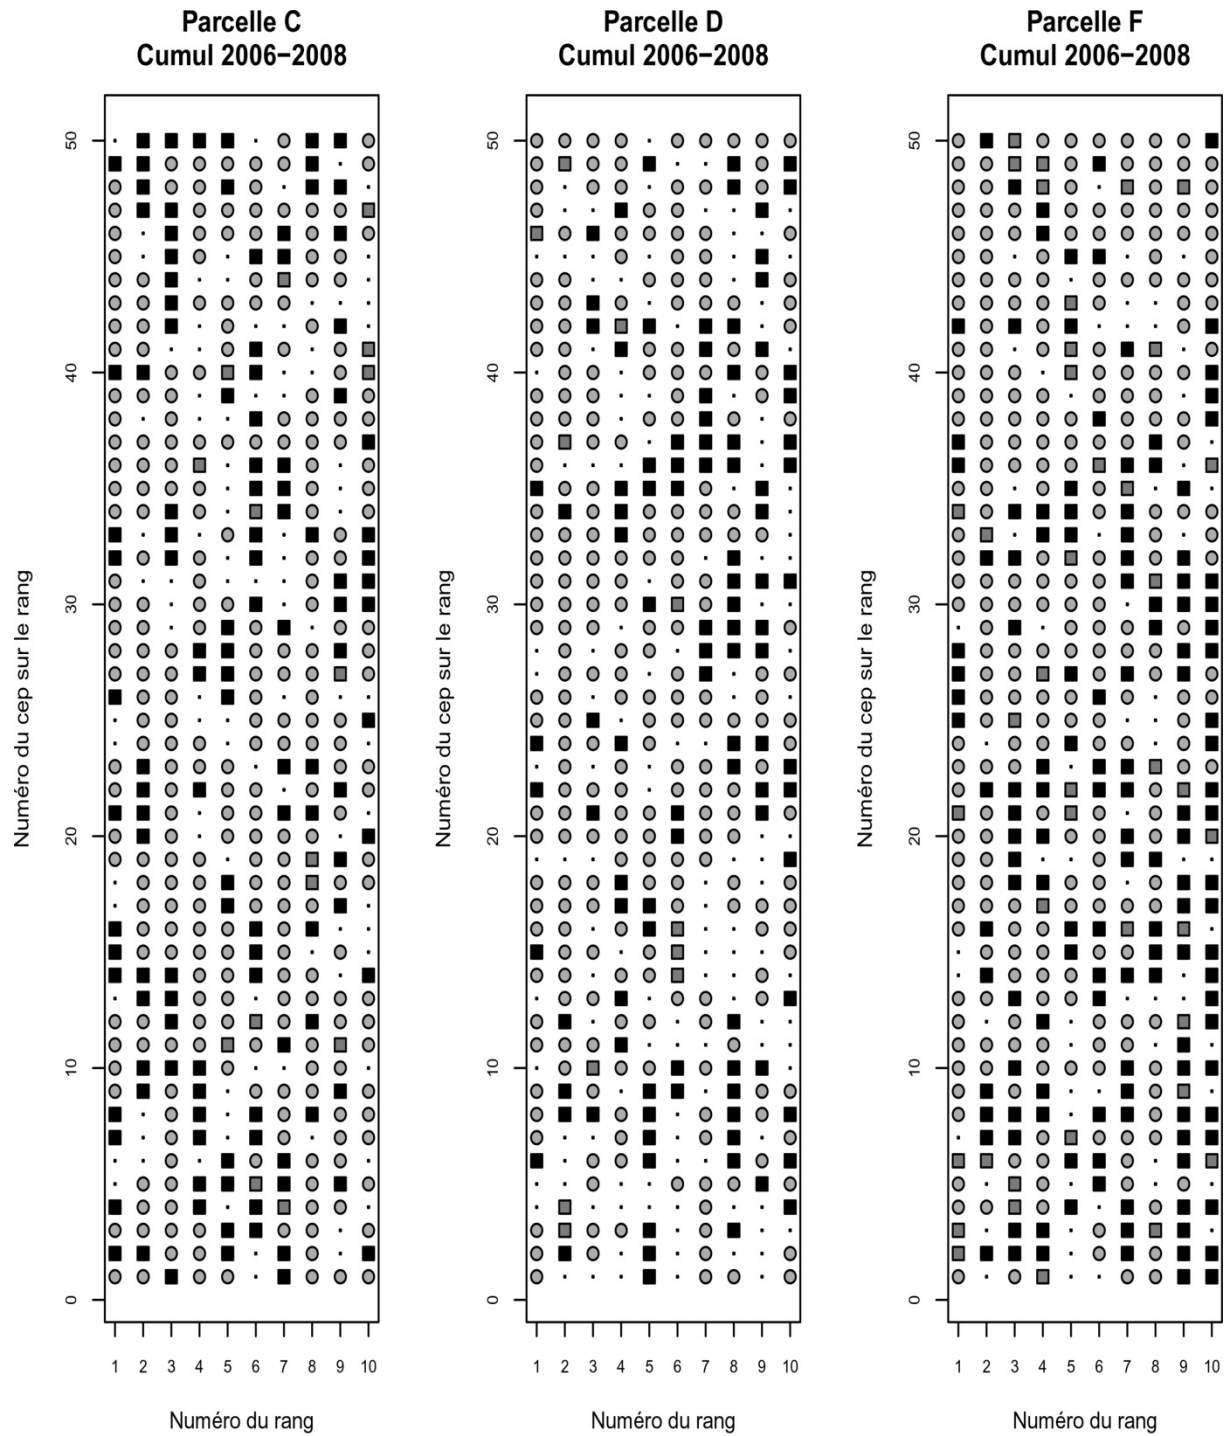 Parcelle C
Cumul 2006−2008
Numéro du cep sur le rang
50
40
30
20
10
0
1 2 3 4 5 6 7 8 9 10
Numéro du rang
Parcelle D
Cumul 2006−2008
Numéro du cep sur le rang
50
40
30
20
10
0
1 2 3 4 5 6 7 8 9 10
Numéro du rang
Parcelle F
Cumul 2006−2008
Numéro du cep sur le rang
50
40
30
20
10
0
1 2 3 4 5 6 7 8 9 10
Numéro du rang